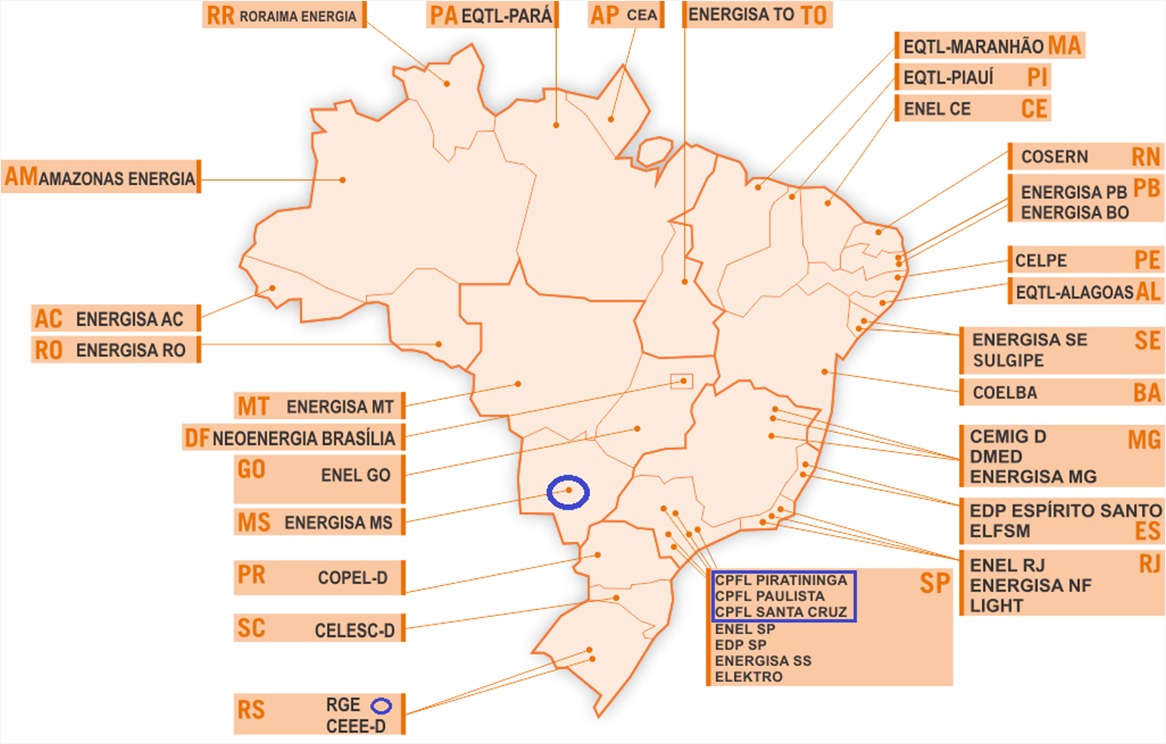 RR RORAIMA ENERGIA
PA EQTL-PARÁ
AP CEA
ENERGISA TO TO
EQTL-MARANHÃO MA
EQTL-PIAUÍ PI
ENEL CE CE
AM AMAZONAS ENERGIA
COSERN RN
ENERGISA PB PB
ENERGISA BO
CELPE PE
EQTL-ALAGOAS AL
AC ENERGISA AC
RO ENERGISA RO
ENERGISA SE SE
SULGIPE
COELBA BA
MT ENERGISA MT
DF NEOENERGIA BRASÍLIA
GO ENEL GO
MS ENERGISA MS
CEMIG D MG
DMED
ENERGISA MG
EDP ESPÍRITO SANTO
ELFSM ES
ENEL RJ RJ
ENERGISA NF
LIGHT
PR COPEL-D
SC CELESC-D
RS RGE
CEEE-D
CPFL PIRATININGA SP
CPFL PAULISTA
CPFL SANTA CRUZ
ENEL SP
EDP SP
ENERGISA SS
ELEKTRO